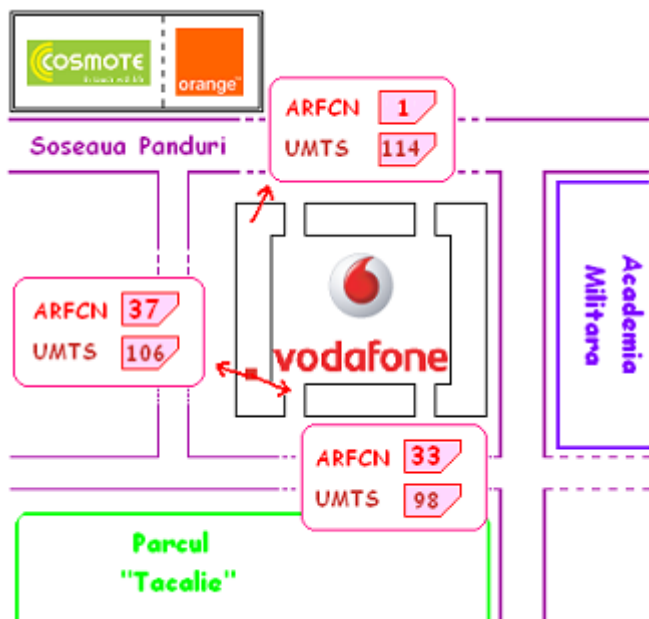 COSMOTE
orange™
ARFCN 1
UMTS 114
Soseaua Panduri
Academia
Militara
ARFCN 37
UMTS 106
vodafone
ARFCN 33
UMTS 98
Parcul
"Tacalie"